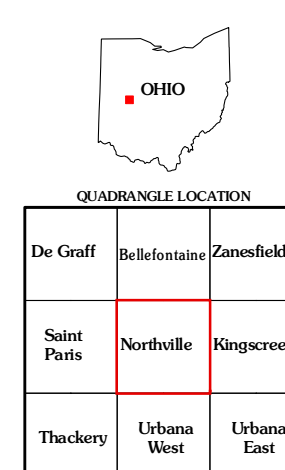 OHIO
QUADRANGLE LOCATION
De Graff
Bellefontaine
Zanesfield
Saint
Paris
Northville
Kingscree
Thackery
Urbana
West
Urbana
East